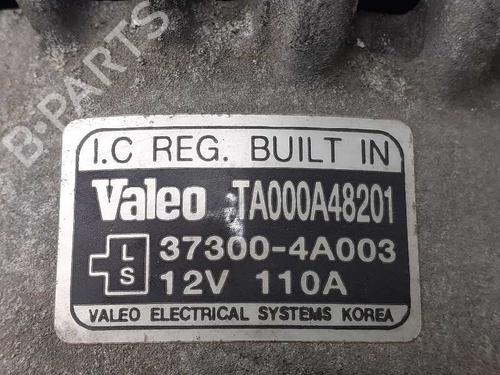 B-PARTS
I.C REG. BUILT IN
Valeo TA000A48201
L 37300-4A003
S 12V 110A
VALEO ELECTRICAL SYSTEMS KOREA